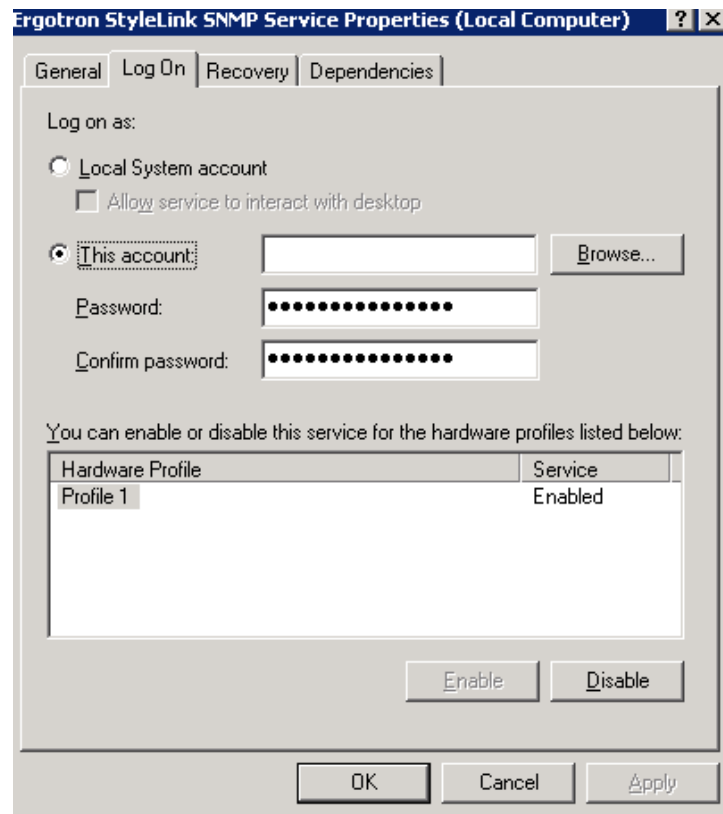 Ergotron StyleLink SNMP Service Properties (Local Computer) ? X
General Log On Recovery Dependencies
Log on as:
Local System account
Allow service to interact with desktop
This account: Browse...
Password: ●●●●●●●●●●●●●●●
Confirm password: ●●●●●●●●●●●●●●●
You can enable or disable this service for the hardware profiles listed below:
Hardware Profile Service
Profile 1 Enabled
Enable Disable
OK Cancel Apply